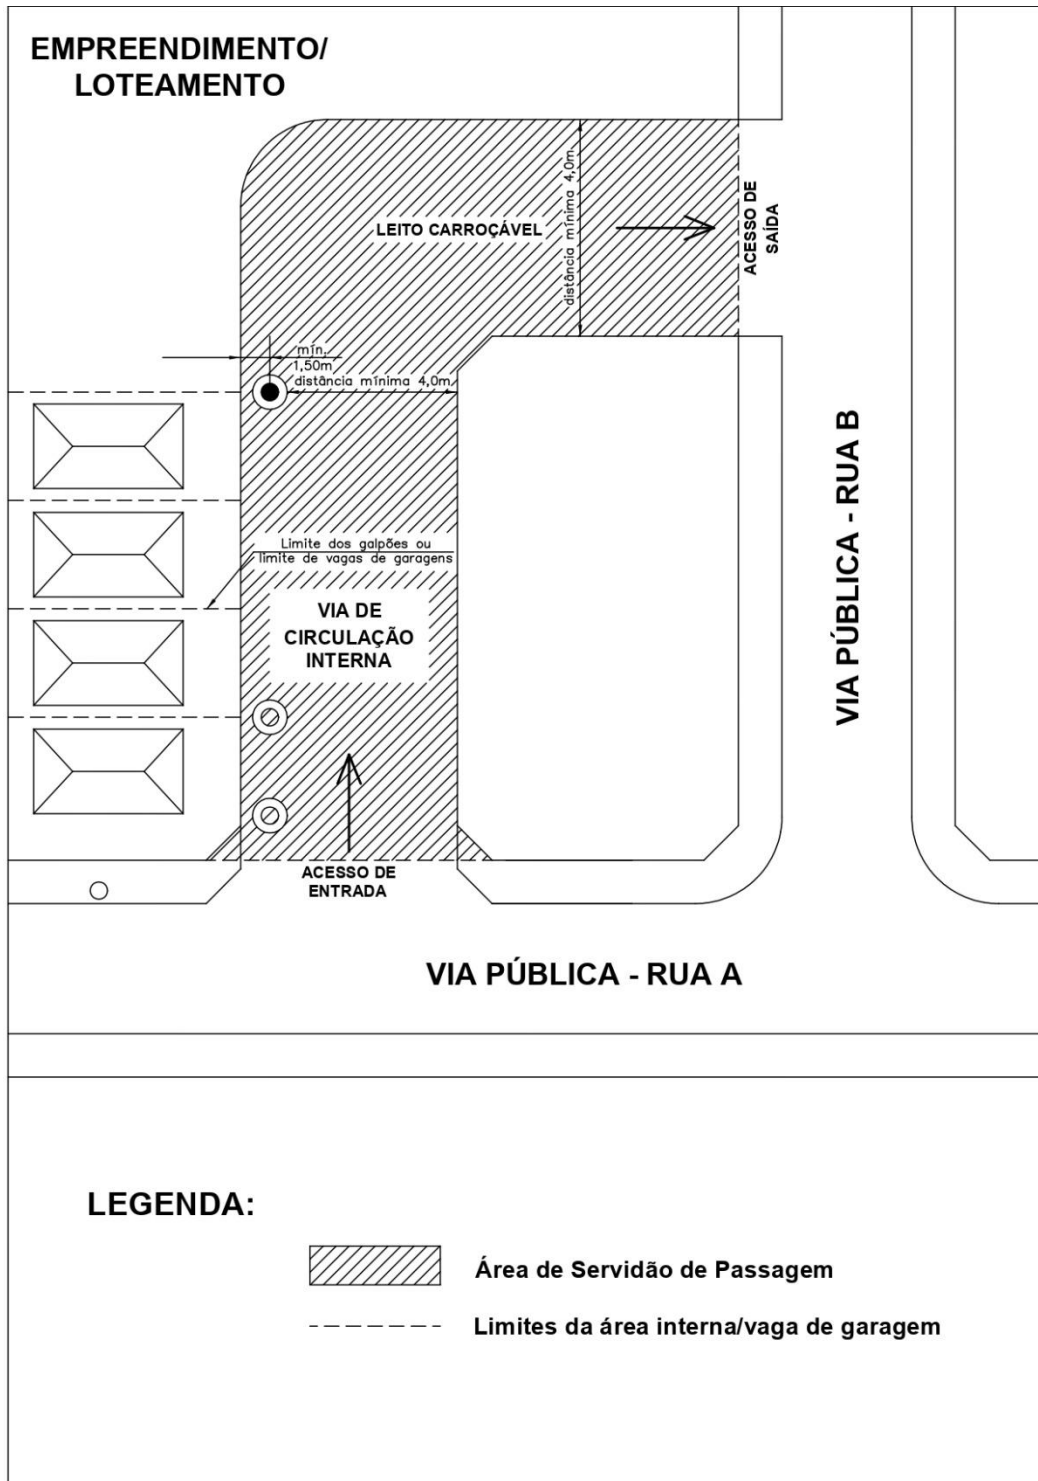 EMPREENDIMENTO/
LOTEAMENTO
distância mínima 4,0m
LEITO CARROÇÁVEL
ACESSO DE
SAÍDA
mín.
1,50m
distância mínima 4,0m
VIA PÚBLICA - RUA B
Limite dos galpões ou
limite de vagas de garagens
VIA DE
CIRCULAÇÃO
INTERNA
ACESSO DE
ENTRADA
VIA PÚBLICA - RUA A
LEGENDA:
Área de Servidão de Passagem
Limites da área interna/vaga de garagem